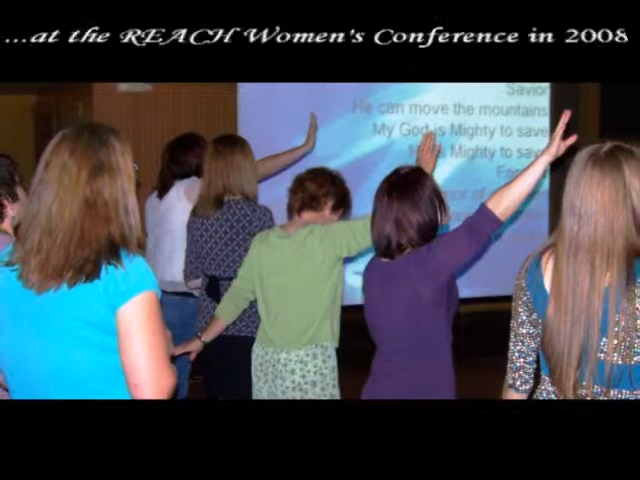 ...at the REACH Women's Conference in 2008
Savior
He can move the mountains
My God is Mighty to save
Mighty to save
of